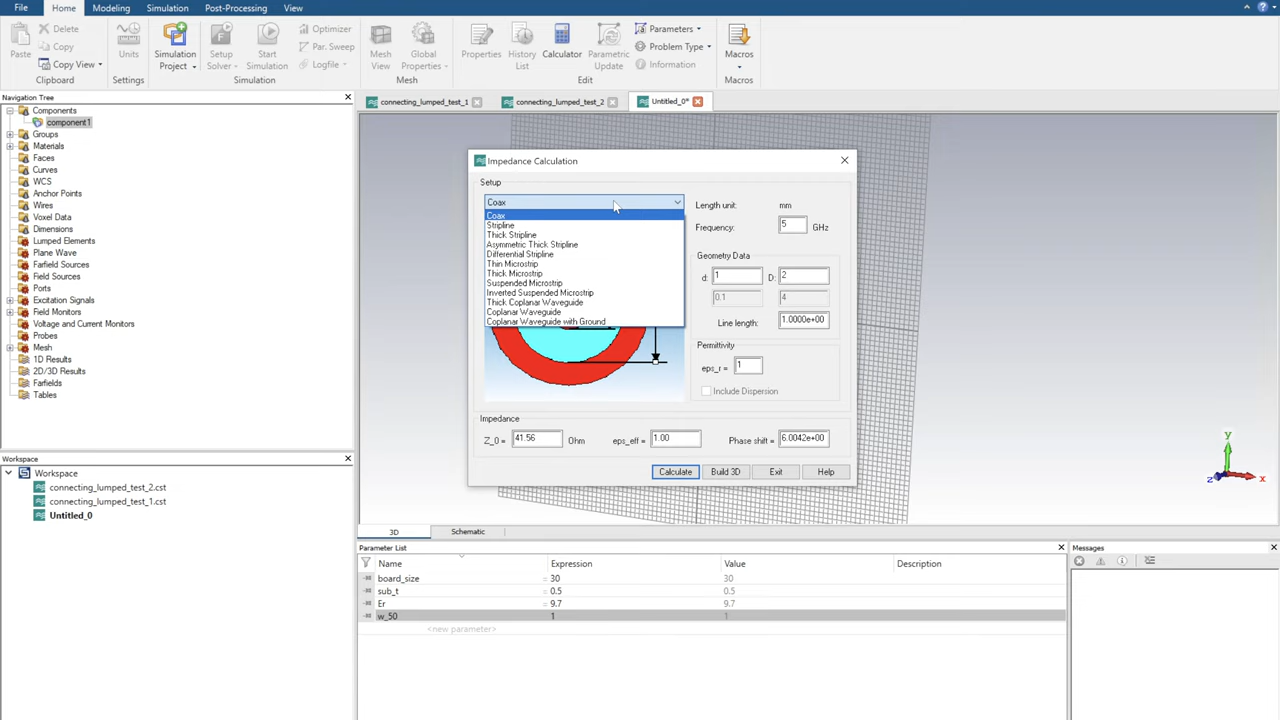 File Home Modeling Simulation Post-Processing View
Paste
Delete
Copy
Copy View
Clipboard
Units
Settings
Simulation
Project
Setup
Solver
Start
Simulation
Optimizer
Par. Sweep
Logfile
Simulation
Mesh
View
Global
Properties
Mesh
Properties
History
List
Calculator
Parametric
Update
Parameters
Problem Type
Information
Edit
Macros
Macros
Navigation Tree
connecting_lumped_test_1
connecting_lumped_test_2
Untitled_0*
Components
component1
Groups
Materials
Faces
Curves
WCS
Anchor Points
Wires
Voxel Data
Dimensions
Lumped Elements
Plane Wave
Farfield Sources
Field Sources
Ports
Excitation Signals
Field Monitors
Voltage and Current Monitors
Probes
Mesh
1D Results
2D/3D Results
Farfields
Tables
Impedance Calculation
Setup
Coax
Coax
Stripline
Thick Stripline
Asymmetric Thick Stripline
Differential Stripline
Thin Microstrip
Thick Microstrip
Suspended Microstrip
Inverted Suspended Microstrip
Thick Coplanar Waveguide
Coplanar Waveguide
Coplanar Waveguide with Ground
Length unit: mm
Frequency: 5 GHz
Geometry Data
d: 1 D: 2
0.1 4
Line length: 1.0000e+00
Permittivity
eps_r = 1
Include Dispersion
Impedance
Z_0 = 41.56 Ohm eps_eff = 1.00 Phase shift = 6.0042e+00
Calculate Build 3D Exit Help
y
z x
Workspace
Workspace
connecting_lumped_test_2.cst
connecting_lumped_test_1.cst
Untitled_0
3D Schematic
Parameter List
Name Expression Value Description
board_size = 30 30
sub_t = 0.5 0.5
Er = 9.7 9.7
w_50 1 1
<new parameter>
Messages